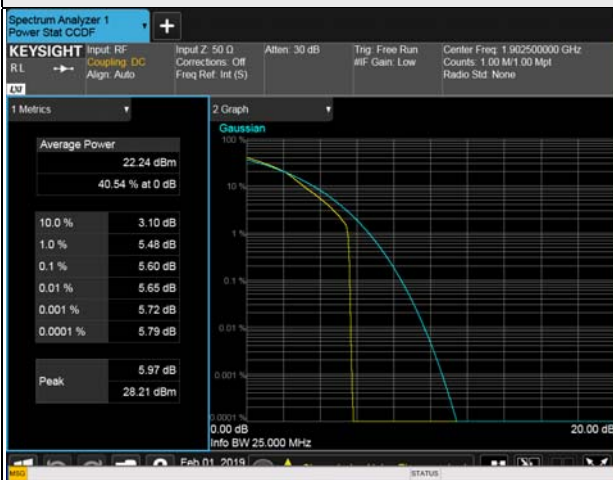 Spectrum Analyzer 1
Power Stat CCDF
KEYSIGHT
RL
LXI
Input: RF
Coupling: DC
Align: Auto
Input Z: 50 Ω
Corrections: Off
Freq Ref: Int (S)
Atten: 30 dB
Trig: Free Run
#IF Gain: Low
Center Freq: 1.902500000 GHz
Counts: 1.00 M/1.00 Mpt
Radio Std: None
1 Metrics
Average Power
22.24 dBm
40.54 % at 0 dB
10.0 % 3.10 dB
1.0 % 5.48 dB
0.1 % 5.60 dB
0.01 % 5.65 dB
0.001 % 5.72 dB
0.0001 % 5.79 dB
Peak
5.97 dB
28.21 dBm
2 Graph
Gaussian
100 %
10 %
1 %
0.1 %
0.01 %
0.001 %
0.0001 %
0.00 dB
20.00 dB
Info BW 25.000 MHz
Feb 01, 2019
MSG
STATUS